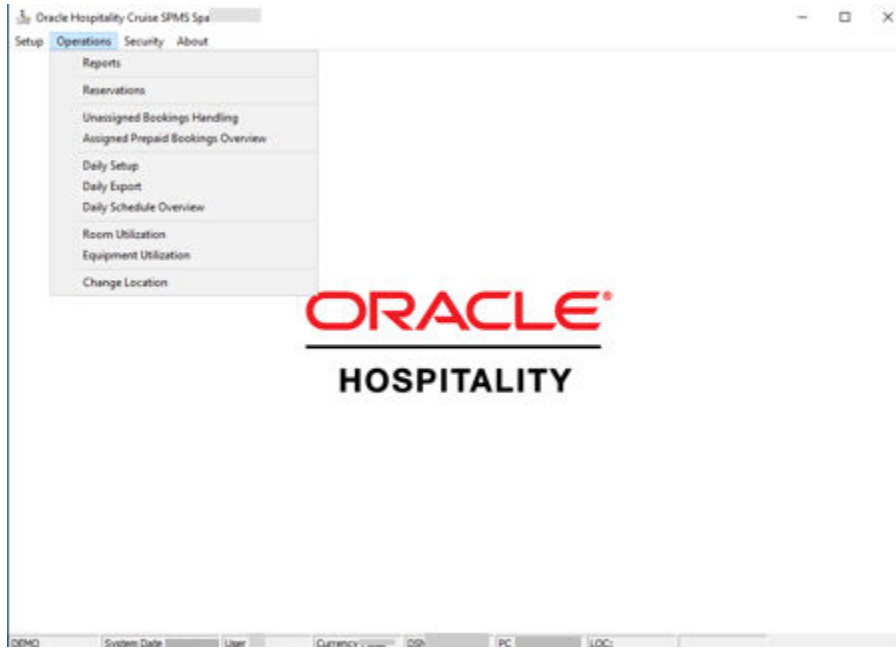 Oracle Hospitality Cruise SPMS Spa
Setup Operations Security About
Reports
Reservations
Unassigned Bookings Handling
Assigned Prepaid Bookings Overview
Daily Setup
Daily Export
Daily Schedule Overview
Room Utilization
Equipment Utilization
Change Location
ORACLE®
HOSPITALITY
DEMO System Date User Currency DSN PC LOC: